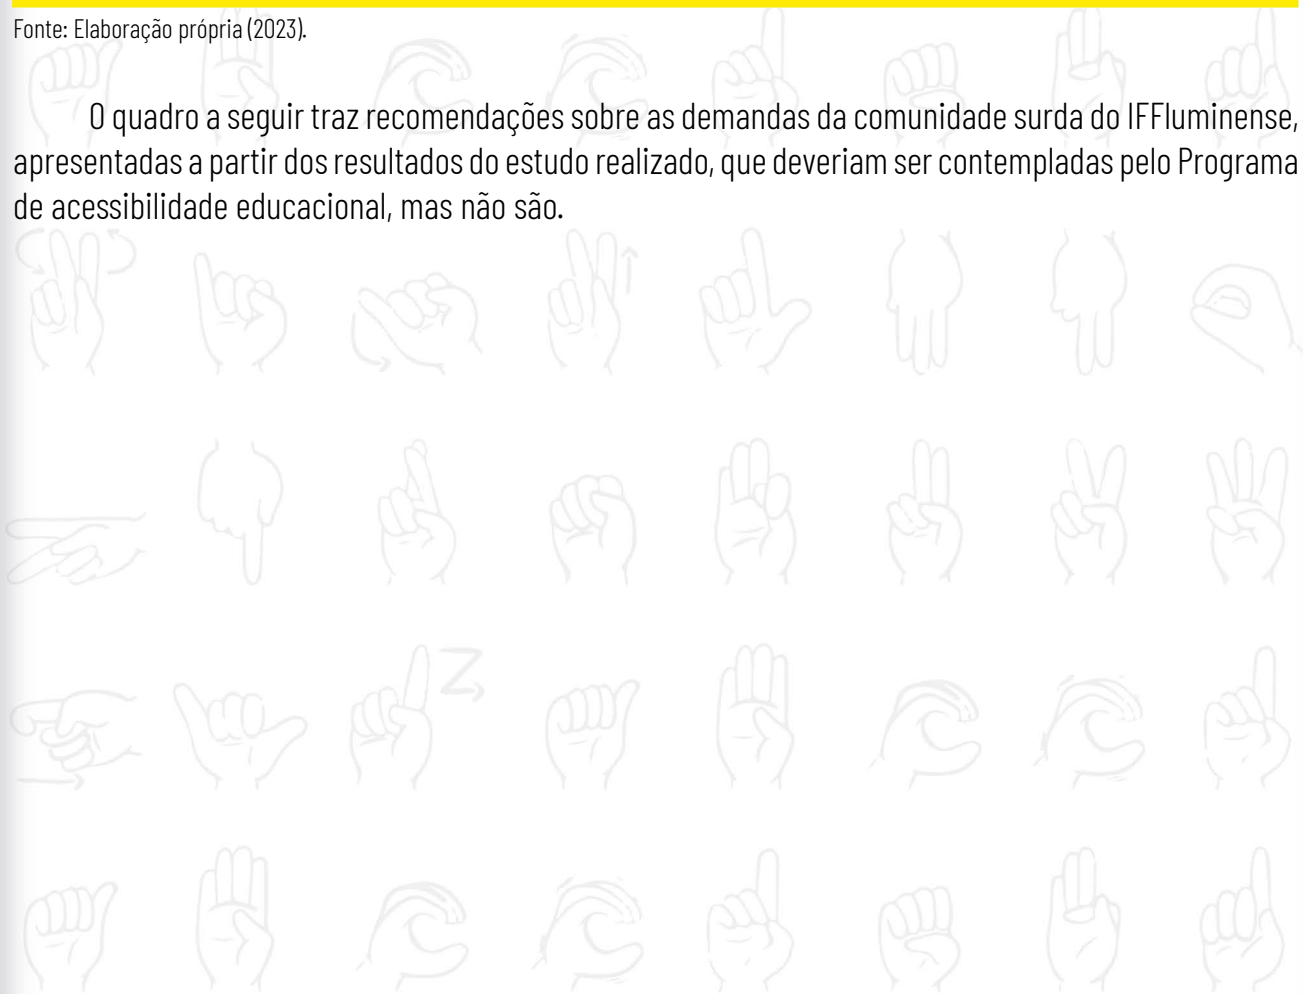 Fonte: Elaboração própria (2023).
O quadro a seguir traz recomendações sobre as demandas da comunidade surda do IFFluminense,
apresentadas a partir dos resultados do estudo realizado, que deveriam ser contempladas pelo Programa
de acessibilidade educacional, mas não são.
Z